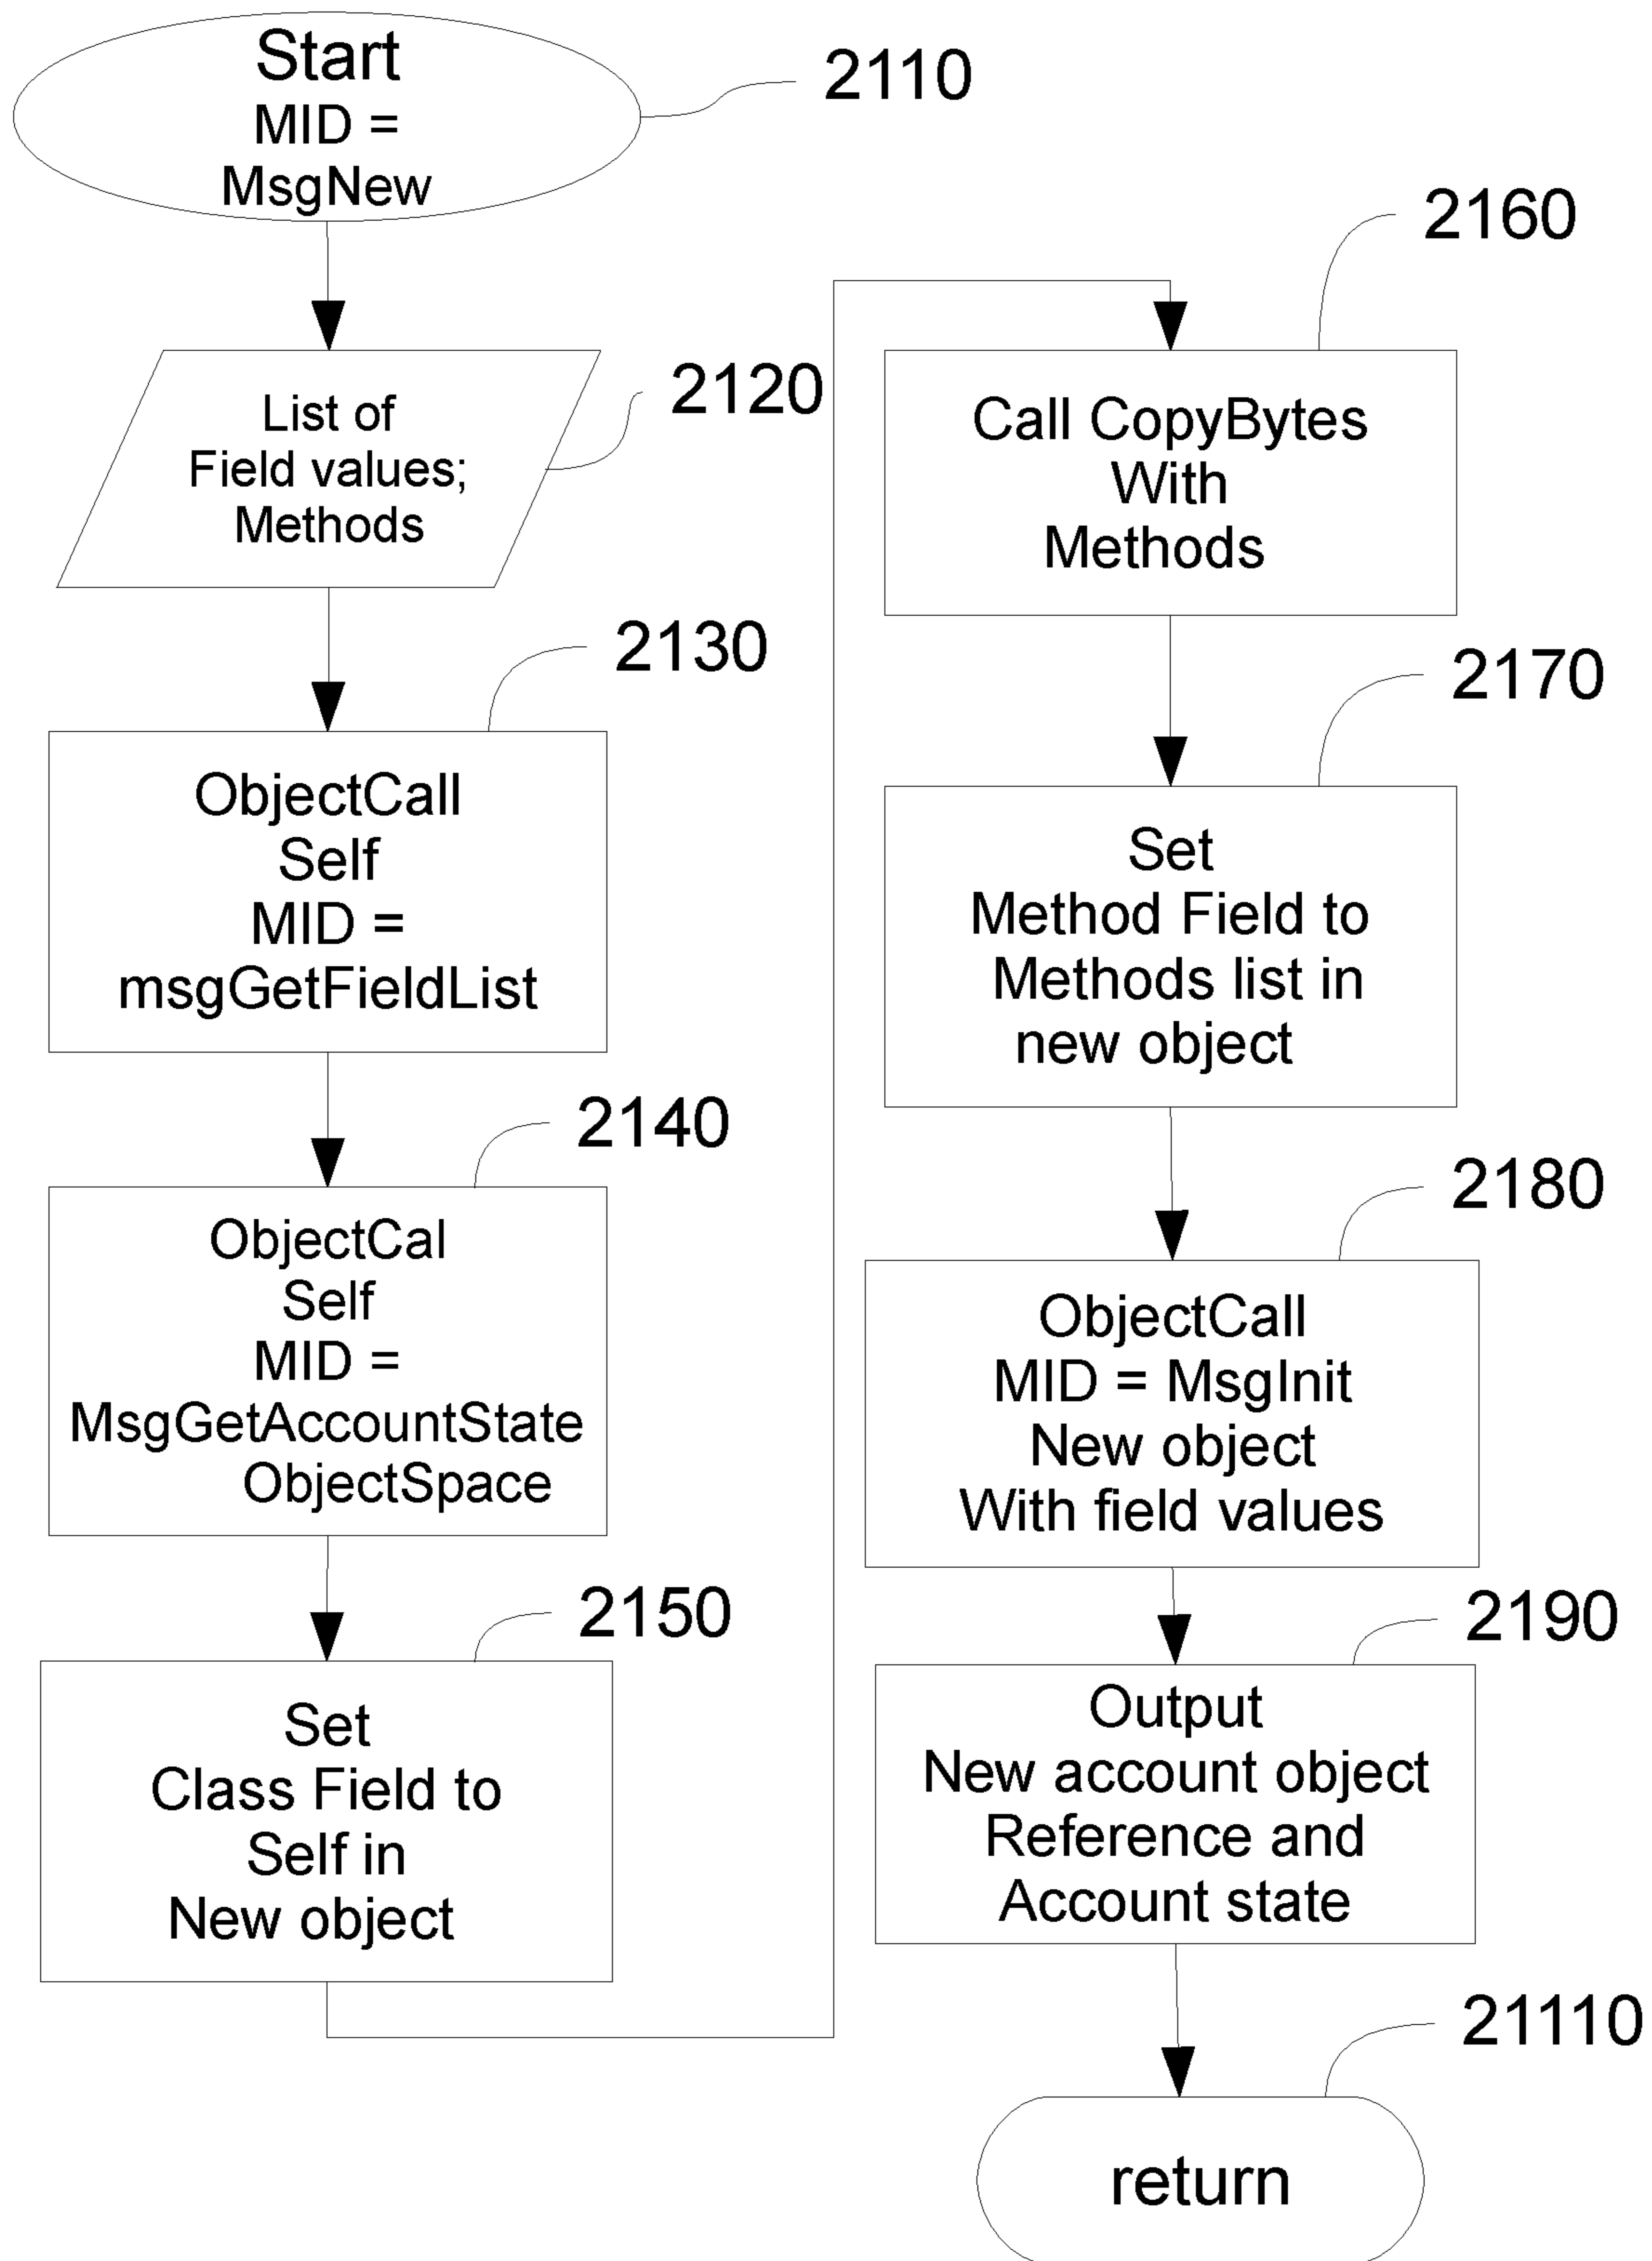 Start
MID =
MsgNew
2110
List of
Field values;
Methods
2120
2130
ObjectCall
Self
MID =
msgGetFieldList
2140
ObjectCal
Self
MID =
MsgGetAccountState
ObjectSpace
2150
Set
Class Field to
Self in
New object
2160
Call CopyBytes
With
Methods
2170
Set
Method Field to
Methods list in
new object
2180
ObjectCall
MID = MsgInit
New object
With field values
2190
Output
New account object
Reference and
Account state
21110
return